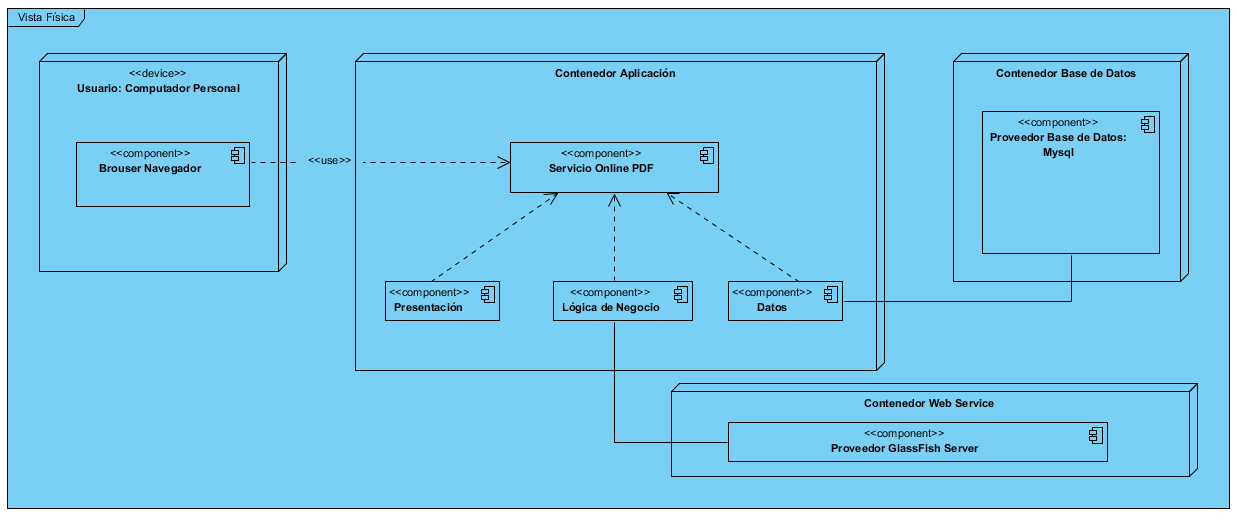 Vista Física
<<device>>
Usuario: Computador Personal
<<component>>
Brouser Navegador
<<use>>
Contenedor Aplicación
<<component>>
Servicio Online PDF
<<component>>
Presentación
<<component>>
Lógica de Negocio
<<component>>
Datos
Contenedor Base de Datos
<<component>>
Proveedor Base de Datos:
Mysql
Contenedor Web Service
<<component>>
Proveedor GlassFish Server